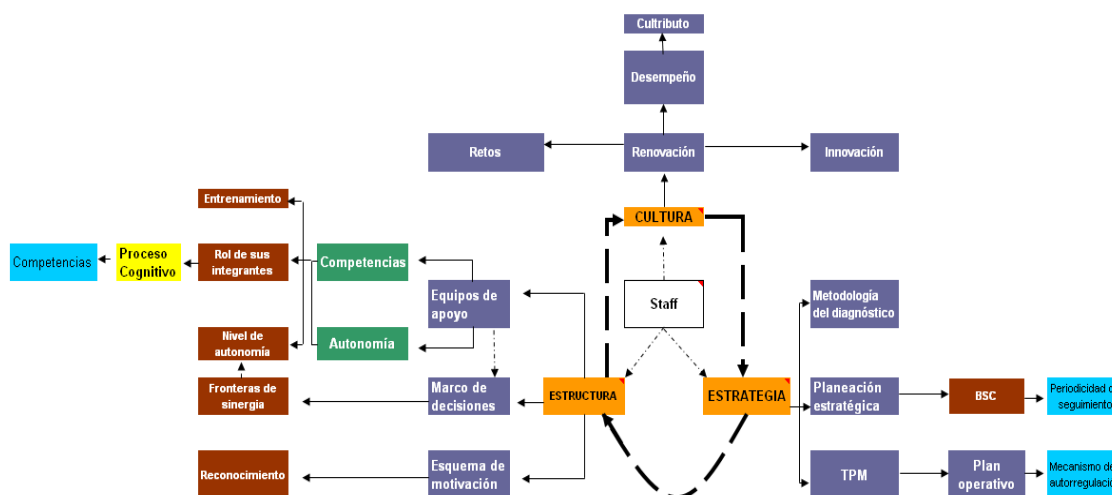 Cultributo
Desempeño
Retos
Renovación
Innovación
Entrenamiento
CULTURA
Competencias
Proceso
Cognitivo
Rol de sus
integrantes
Competencias
Equipos de
apoyo
Staff
Metodología
del diagnóstico
Nivel de
autonomía
Autonomía
Fronteras de
sinergia
Marco de
decisiones
ESTRUCTURA
ESTRATEGIA
Planeación
estratégica
BSC
Periodicidad
seguimiento
Reconocimiento
Esquema de
motivación
TPM
Plan
operativo
Mecanismo de